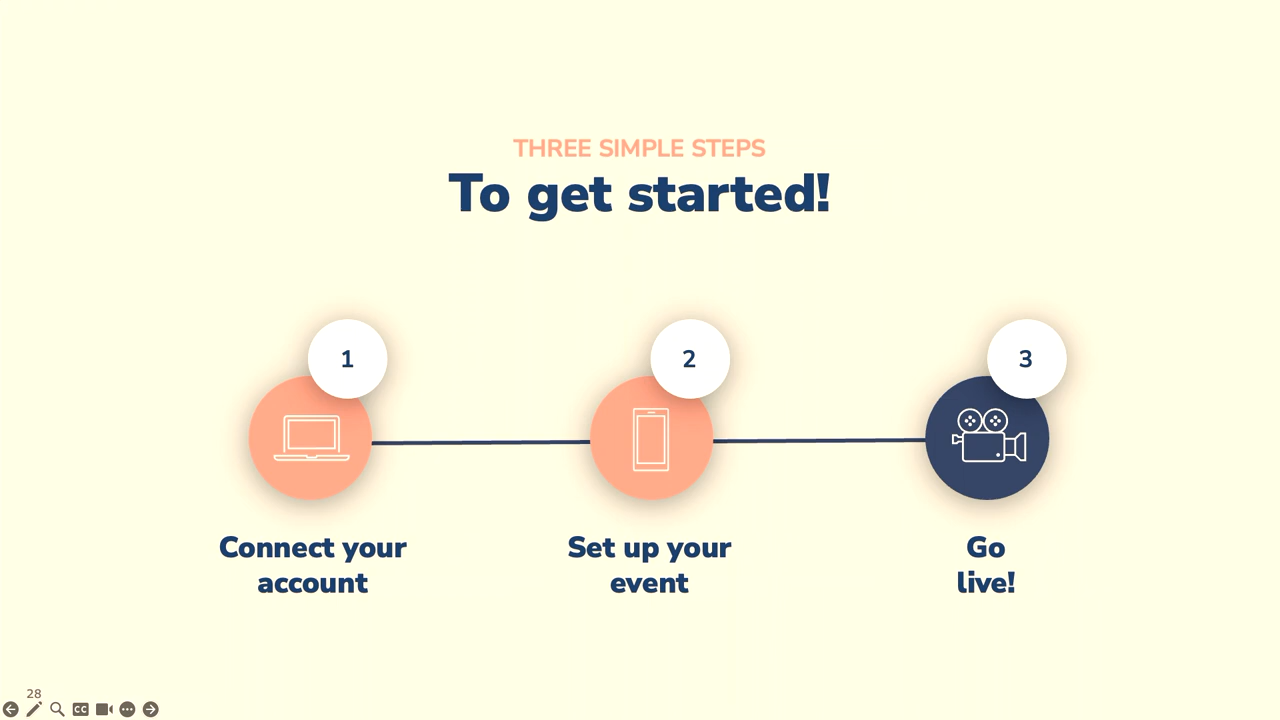 THREE SIMPLE STEPS
To get started!
1
2
3
Connect your
account
Set up your
event
Go
live!
28
CC